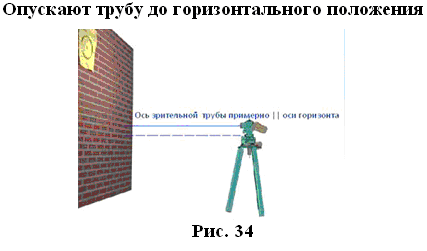 Опускают трубу до горизонтального положения
Ось зрительной трубы примерно || оси горизонта
Рис. 34